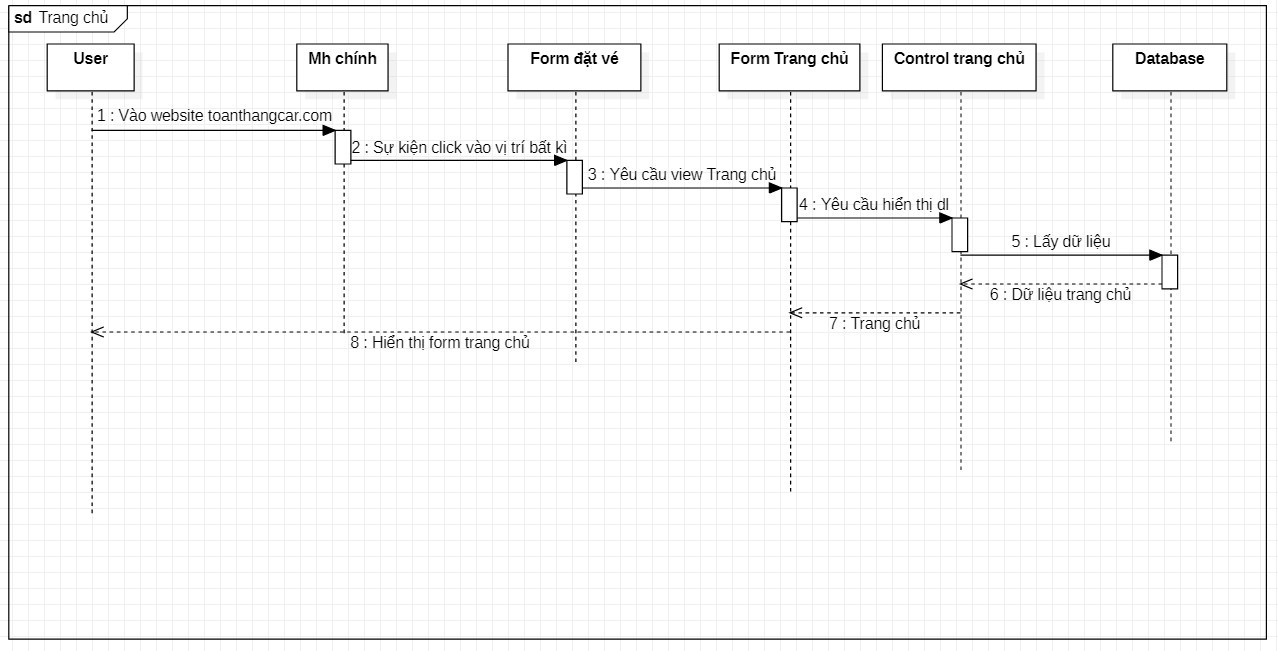 sd Trang chủ
User
Mh chính
Form đặt vé
Form Trang chủ
Control trang chủ
Database
1 : Vào website toanthangcar.com
2 : Sự kiện click vào vị trí bất kì
3 : Yêu cầu view Trang chủ
4 : Yêu cầu hiển thị dl
5 : Lấy dữ liệu
6 : Dữ liệu trang chủ
7 : Trang chủ
8 : Hiển thị form trang chủ